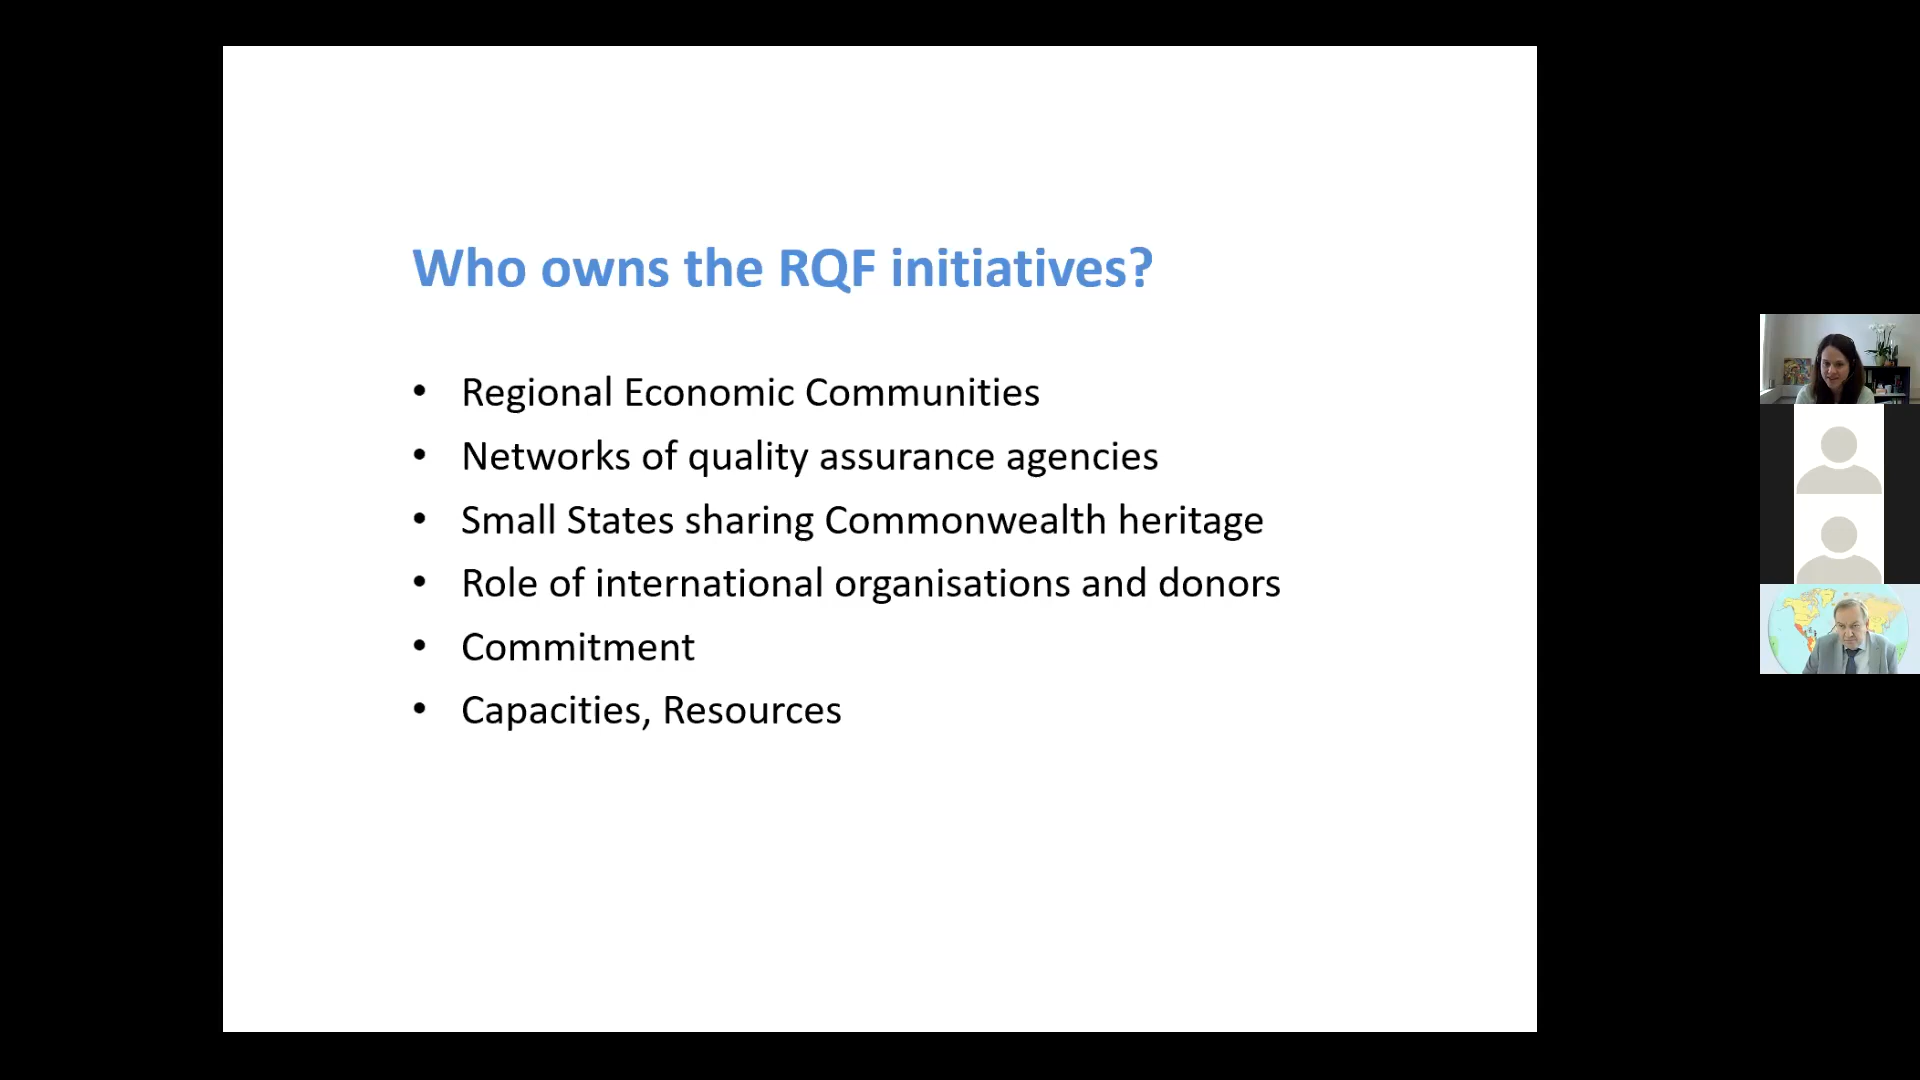 Who owns the RQF initiatives?
• Regional Economic Communities
• Networks of quality assurance agencies
• Small States sharing Commonwealth heritage
• Role of international organisations and donors
• Commitment
• Capacities, Resources